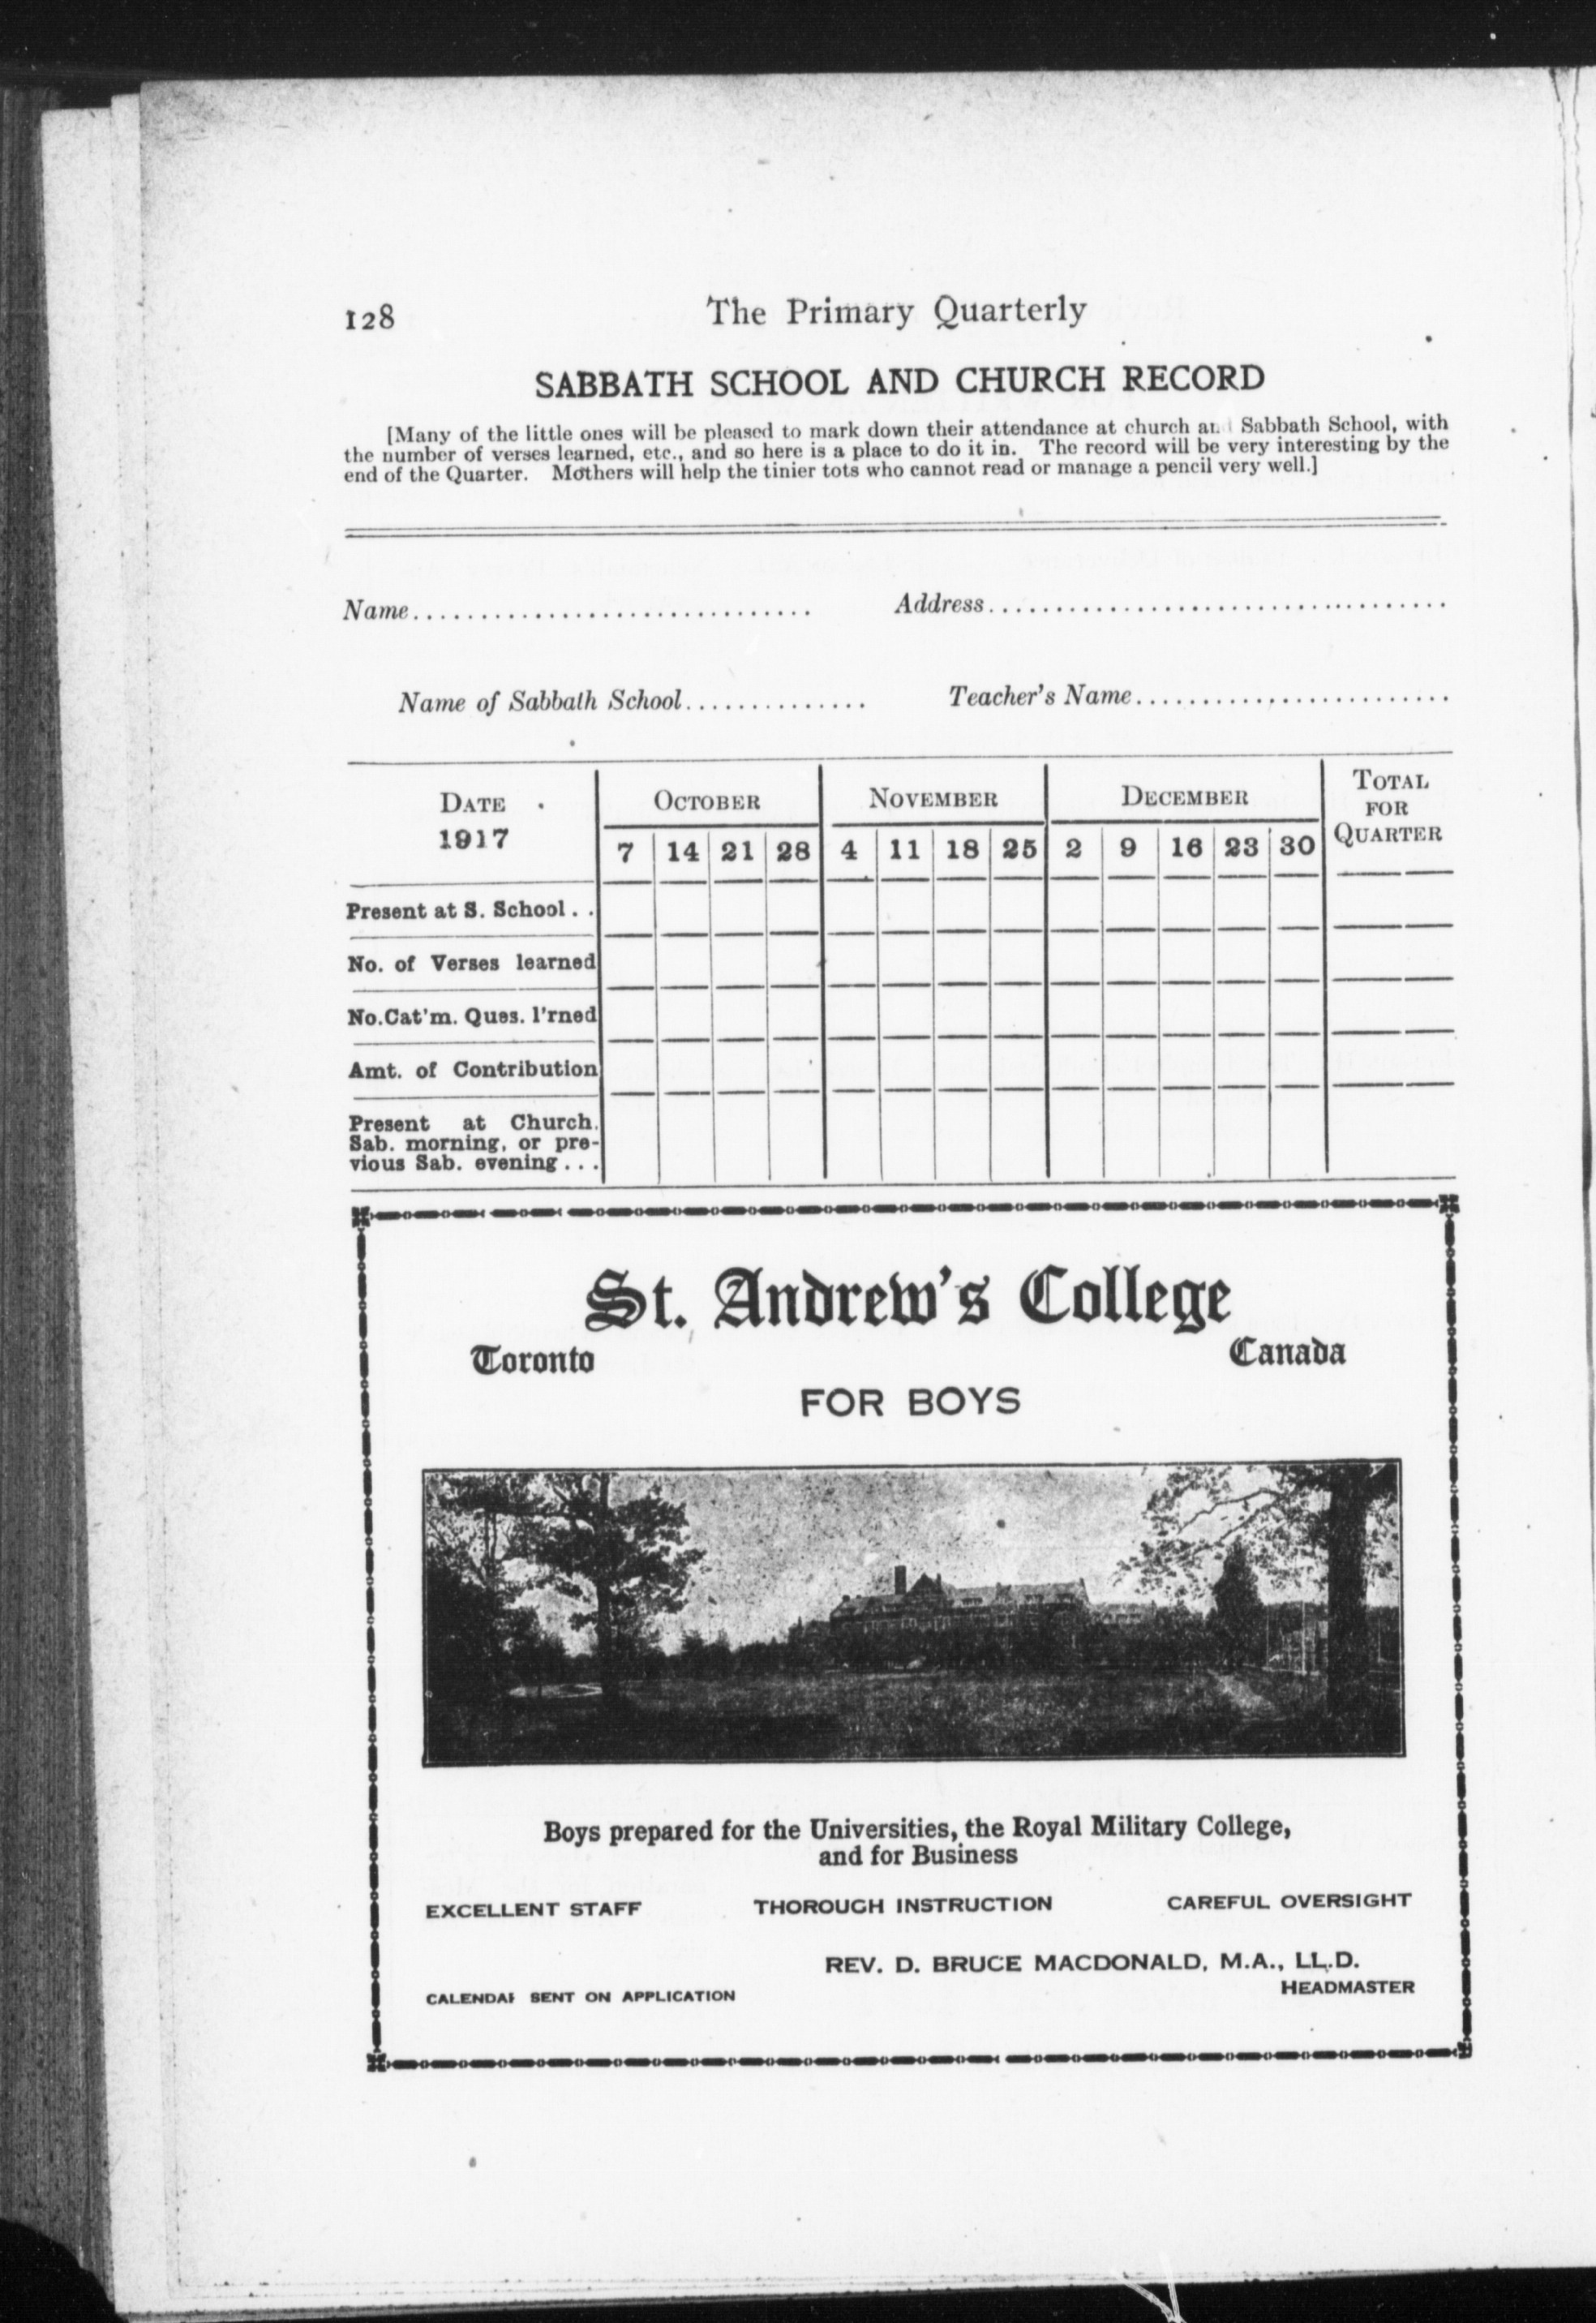 128
The Primary Quarterly
SABBATH SCHOOL AND CHURCH RECORD
[Many of the little ones will be pleased to mark down their attendance at church an Sabbath School, with
the number of verses learned, etc., and so here is a place to do it in. The record will be very interesting by the
end of the Quarter. Mothers will help the tinier tots who cannot read or manage a pencil very well.]
Name.............................. Address...................................
Name of Sabbath School.............. Teacher's Name........................
DATE OCTOBER NOVEMBER DECEMBER TOTAL
FOR
QUARTER
1917 7 14 21 28 4 11 18 25 2 9 16 23 30
Present at S. School..
No. of Verses learned
No.Cat'm. Ques. l'rned
Amt. of Contribution
Present at Church.
Sab. morning, or pre-
vious Sab. evening...
St. Andrew's College
Toronto Canada
FOR BOYS
Boys prepared for the Universities, the Royal Military College,
and for Business
EXCELLENT STAFF THOROUGH INSTRUCTION CAREFUL OVERSIGHT
REV. D. BRUCE MACDONALD, M.A., LL.D.
HEADMASTER
CALENDAR SENT ON APPLICATION